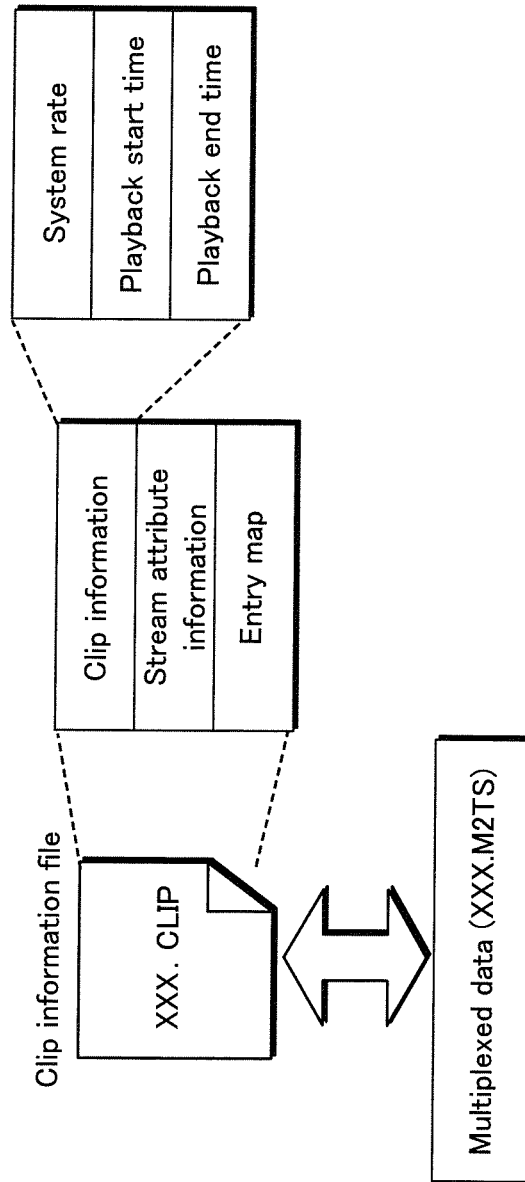 Clip information file
XXX. CLIP
Multiplexed data (XXX.M2TS)
Clip information
Stream attribute
information
Entry map
System rate
Playback start time
Playback end time